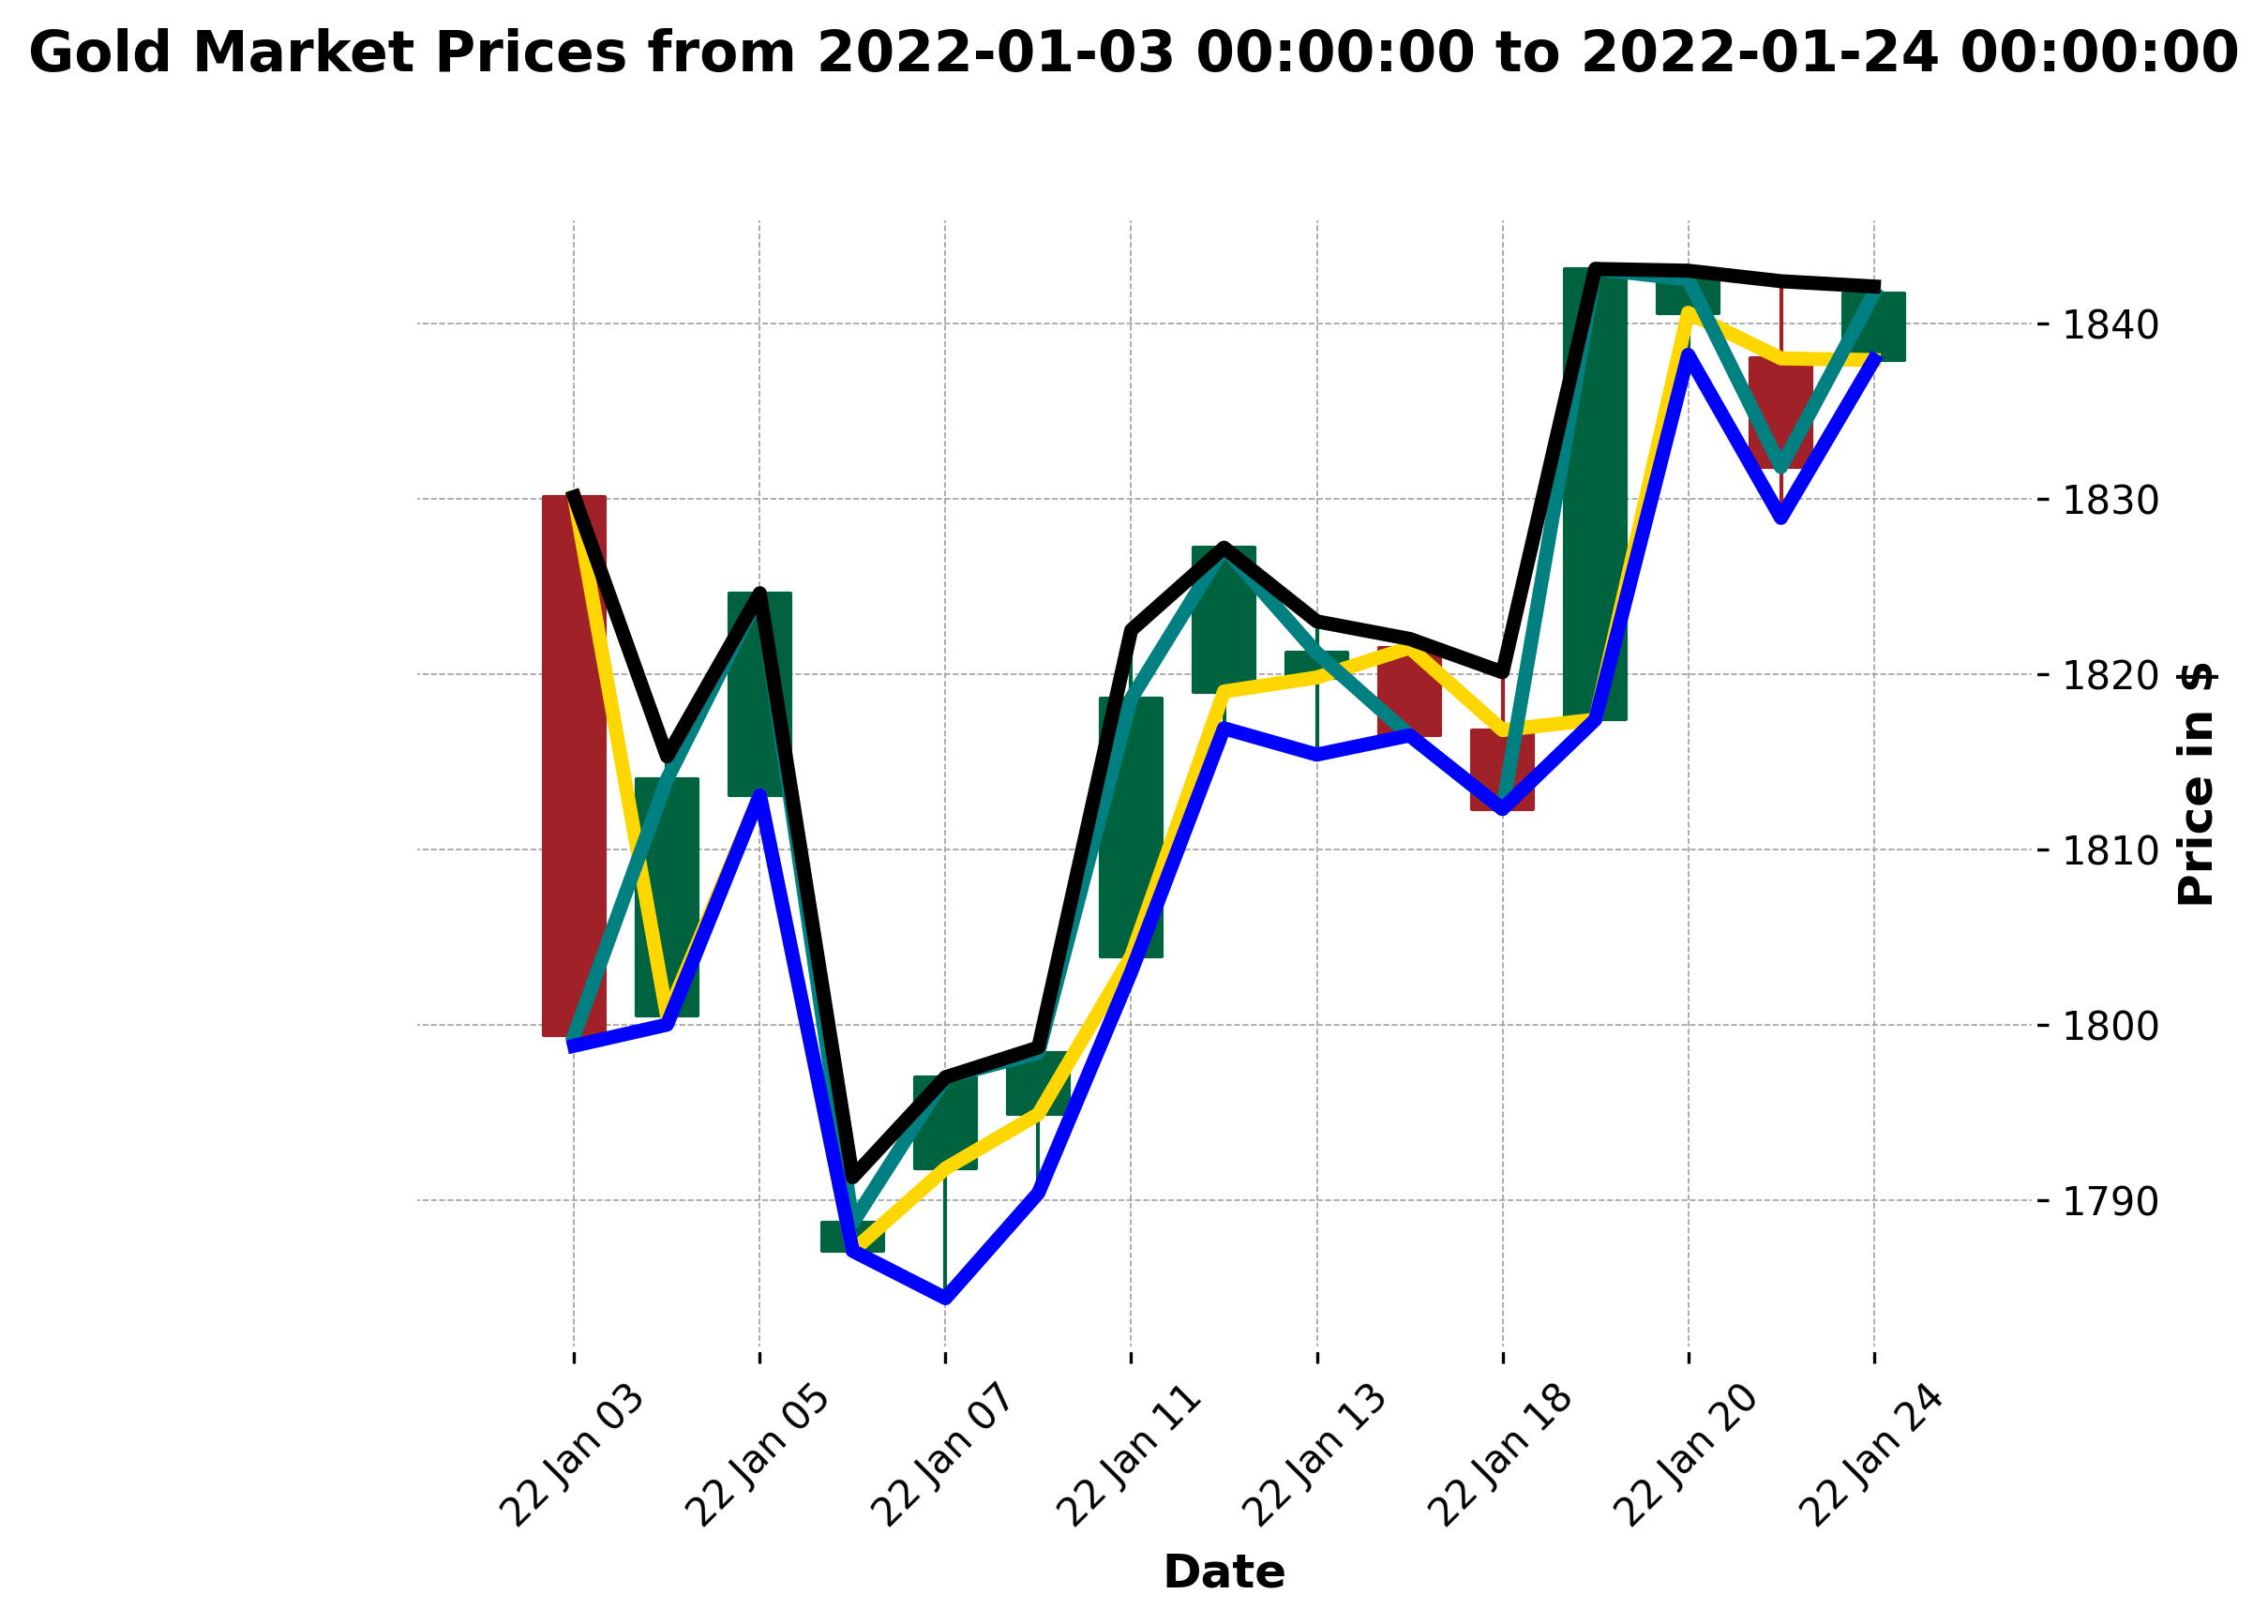 Gold Market Prices from 2022-01-03 00:00:00 to 2022-01-24 00:00:00
1840
1830
1820
1810
1800
1790
Price in $
22 Jan 03
22 Jan 05
22 Jan 07
22 Jan 11
22 Jan 13
22 Jan 18
22 Jan 20
22 Jan 24
Date